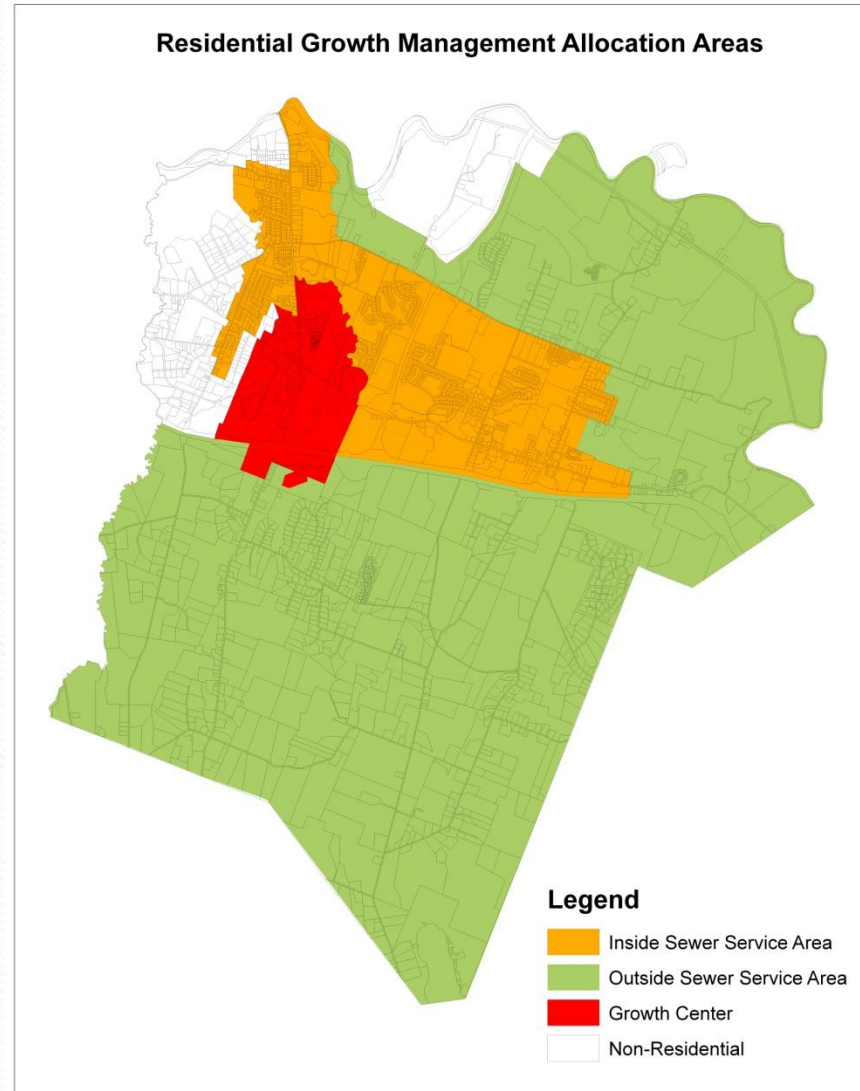 Residential Growth Management Allocation Areas
Legend
Inside Sewer Service Area
Outside Sewer Service Area
Growth Center
Non-Residential